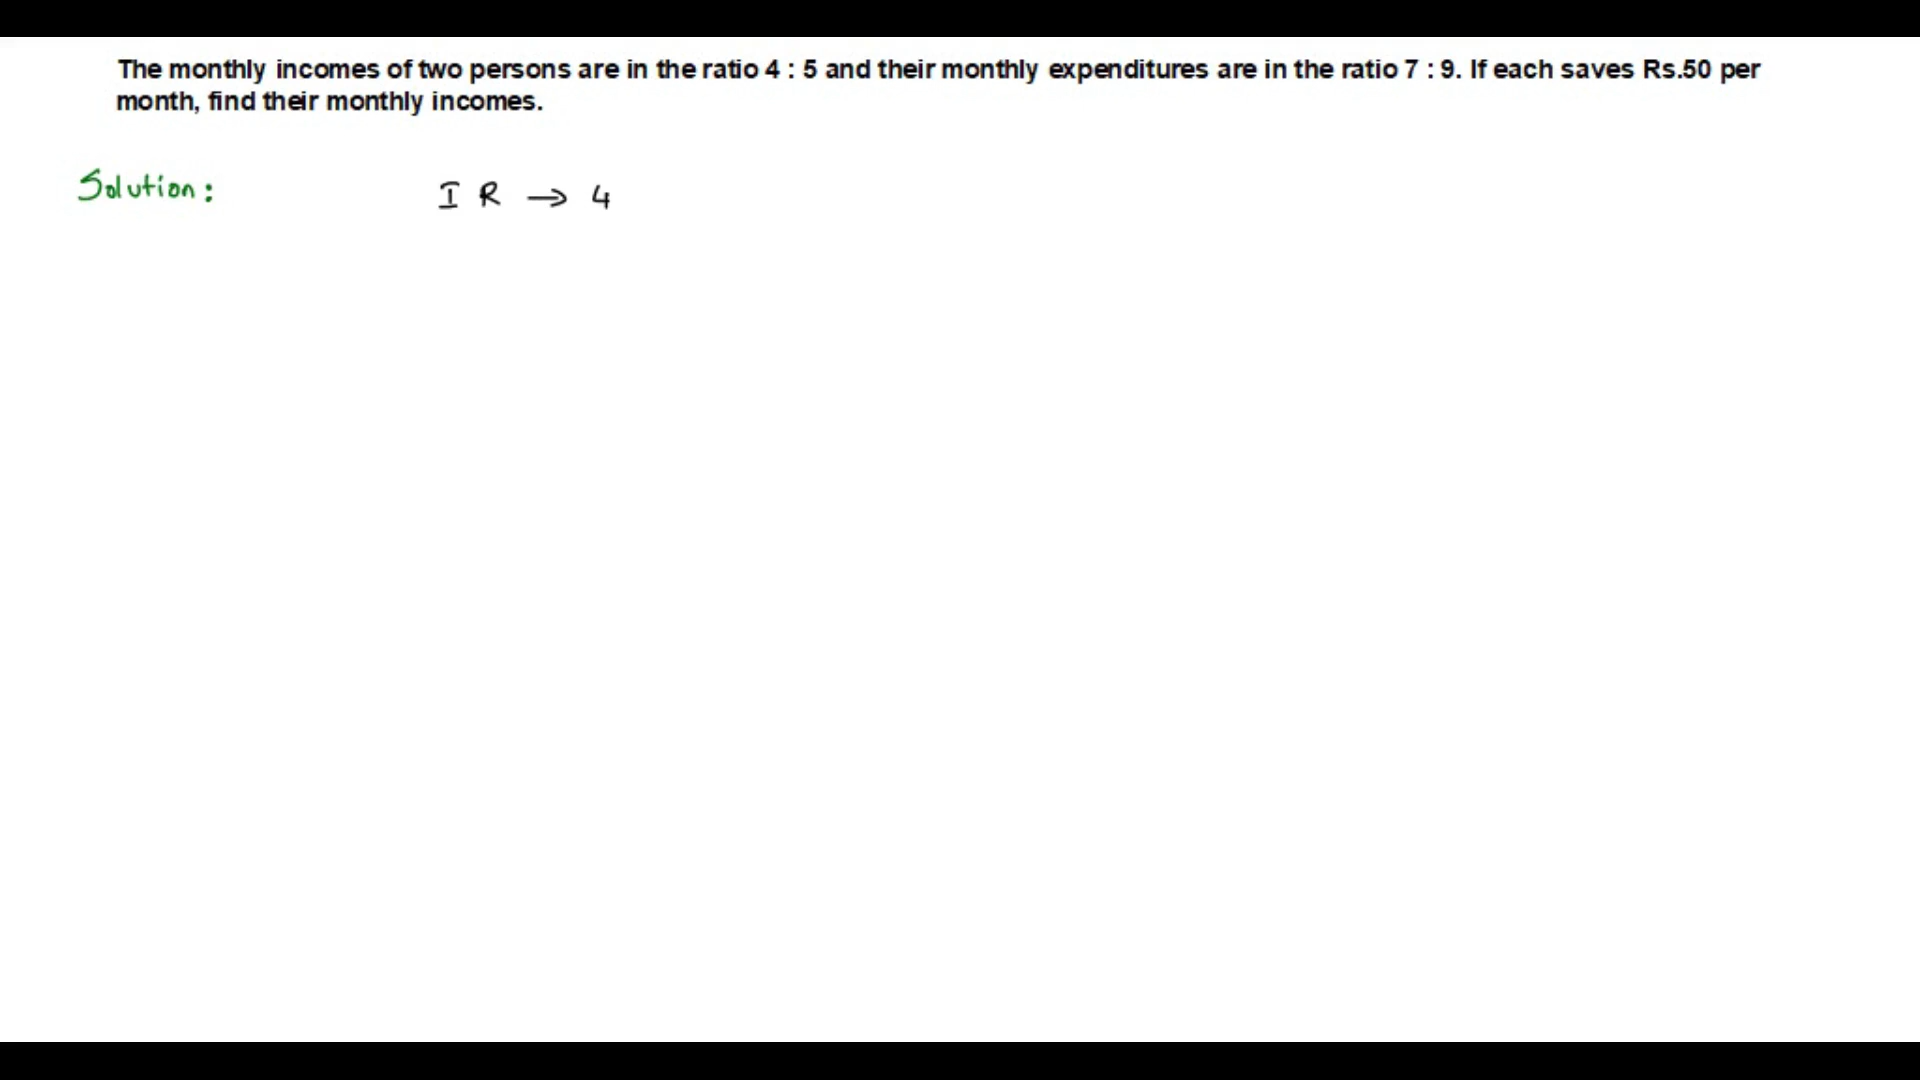 The monthly incomes of two persons are in the ratio 4 : 5 and their monthly expenditures are in the ratio 7 : 9. If each saves Rs.50 per
month, find their monthly incomes.
Solution: I R → 4